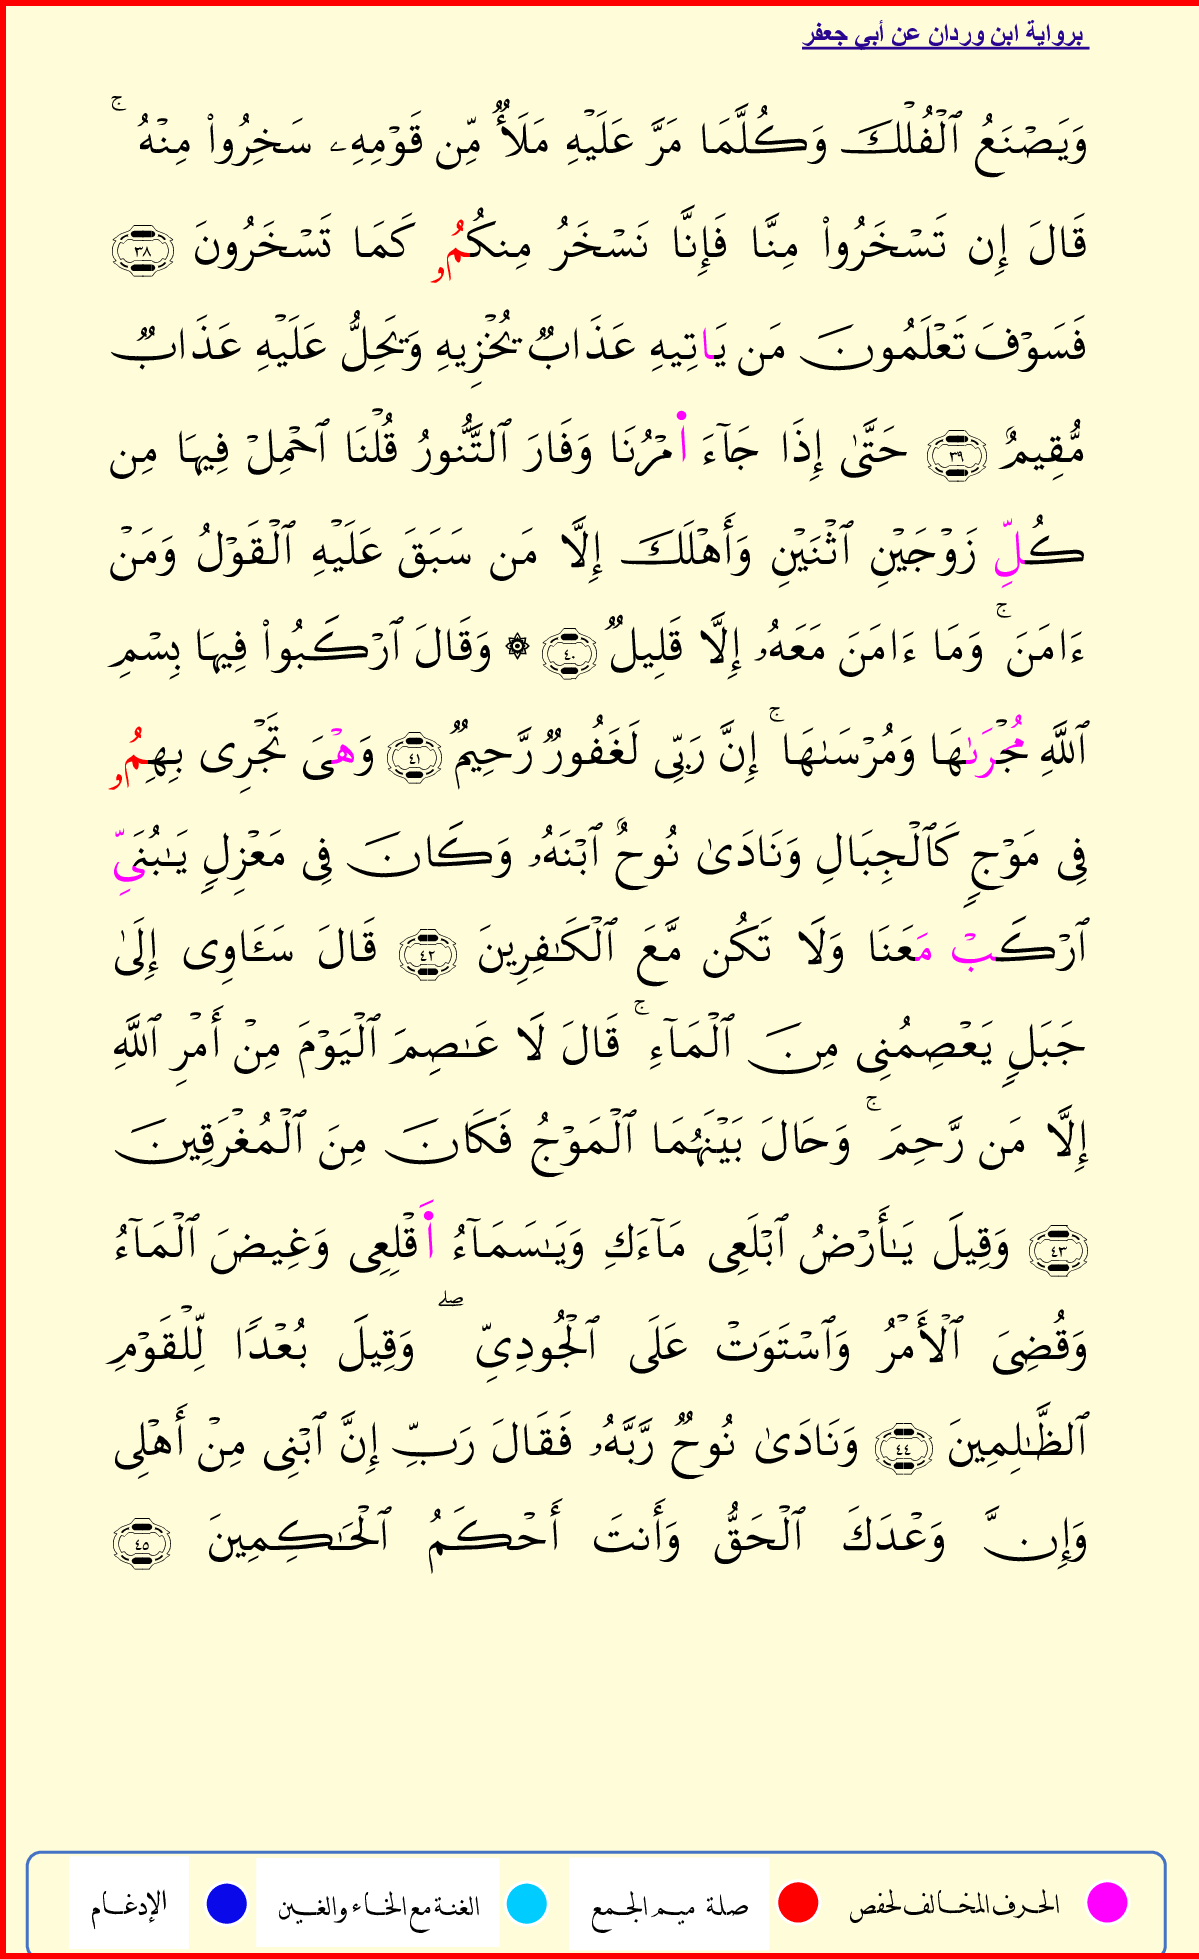 برواية ابن وردان عن أبي جعفر
وَيَصۡنَعُ ٱلۡفُلۡكَ وَكُلَّمَا مَرَّ عَلَيۡهِ مَلَأٞ مِّن قَوۡمِهِۦ سَخِرُواْ مِنۡهُۚ
قَالَ إِن تَسۡخَرُواْ مِنَّا فَإِنَّا نَسۡخَرُ مِنكُمُۥ كَمَا تَسۡخَرُونَ ٣٨
فَسَوۡفَ تَعۡلَمُونَ مَن يَاتِيهِ عَذَابٞ يُخۡزِيهِ وَيَحِلُّ عَلَيۡهِ عَذَابٞ
مُّقِيمٌ ٣٩ حَتَّىٰ إِذَا جَآءَ ا۬مۡرُنَا وَفَارَ ٱلتَّنُّورُ قُلۡنَا ٱحۡمِلۡ فِيهَا مِن
كُلِّ زَوۡجَيۡنِ ٱثۡنَيۡنِ وَأَهۡلَكَ إِلَّا مَن سَبَقَ عَلَيۡهِ ٱلۡقَوۡلُ وَمَنۡ
ءَامَنَۚ وَمَا ءَامَنَ مَعَهُۥ إِلَّا قَلِيلٞ ٤٠ ۞ وَقَالَ ٱرۡكَبُواْ فِيهَا بِسۡمِ
ٱللَّهِ مُجۡرَىٰهَا وَمُرۡسَىٰهَاۚ إِنَّ رَبِّي لَغَفُورٞ رَّحِيمٞ ٤١ وَهۡيَ تَجۡرِي بِهِمُۥ
فِي مَوۡجٖ كَٱلۡجِبَالِ وَنَادَىٰ نُوحٌ ٱبۡنَهُۥ وَكَانَ فِي مَعۡزِلٖ يَٰبُنَيِّ
ٱرۡكَبۡ مَعَنَا وَلَا تَكُن مَّعَ ٱلۡكَٰفِرِينَ ٤٢ قَالَ سَـَٔاوِي إِلَىٰ
جَبَلٖ يَعۡصِمُنِي مِنَ ٱلۡمَآءِۚ قَالَ لَا عَاصِمَ ٱلۡيَوۡمَ مِنۡ أَمۡرِ ٱللَّهِ
إِلَّا مَن رَّحِمَۚ وَحَالَ بَيۡنَهُمَا ٱلۡمَوۡجُ فَكَانَ مِنَ ٱلۡمُغۡرَقِينَ
٤٣ وَقِيلَ يَٰٓأَرۡضُ ٱبۡلَعِي مَآءَكِ وَيَٰسَمَآءُ اَ۬قۡلِعِي وَغِيضَ ٱلۡمَآءُ
وَقُضِيَ ٱلۡأَمۡرُ وَٱسۡتَوَتۡ عَلَى ٱلۡجُودِيِّۖ وَقِيلَ بُعۡدٗا لِّلۡقَوۡمِ
ٱلظَّٰلِمِينَ ٤٤ وَنَادَىٰ نُوحٞ رَّبَّهُۥ فَقَالَ رَبِّ إِنَّ ٱبۡنِي مِنۡ أَهۡلِي
وَإِنَّ وَعۡدَكَ ٱلۡحَقُّ وَأَنتَ أَحۡكَمُ ٱلۡحَٰكِمِينَ ٤٥
الحرف المخالف لحفص صلة ميم الجمع الغنة مع الخاء والغين الإدغام